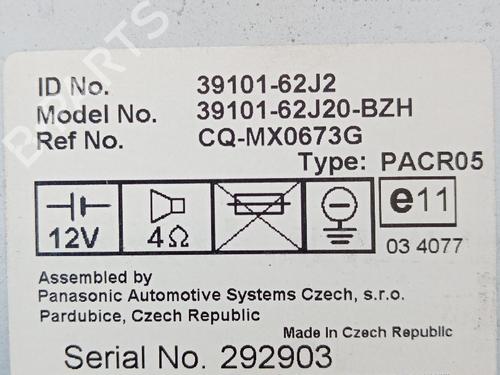 ID No. 39101-62J2
Model No. 39101-62J20-BZH
Ref No. CQ-MX0673G
Type: PACR05
12V 4Ω e11
03 4077
Assembled by
Panasonic Automotive Systems Czech, s.r.o.
Pardubice, Czech Republic
Made in Czech Republic
Serial No. 292903